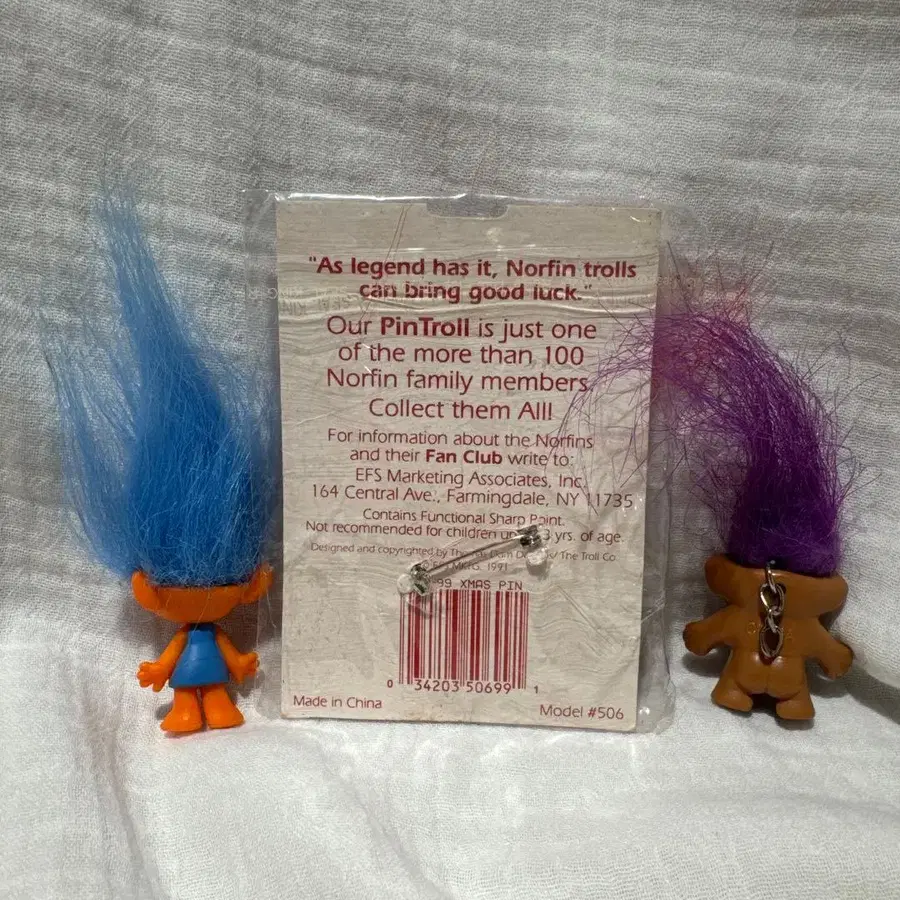 "As legend has it, Norfin trolls
can bring good luck."
Our PinTroll is just one
of the more than 100
Norfin family members
Collect them All!
For information about the Norfins
and their Fan Club write to:
EFS Marketing Associates, Inc.
164 Central Ave., Farmingdale, NY 11735
Contains Functional Sharp Point.
Not recommended for children 3 yrs. of age.
Designed and copyrighted by Dam / The Troll Co.
MKTG. 1991
99 XMAS PIN
0 34203 50699 1
Made in China
Model #506